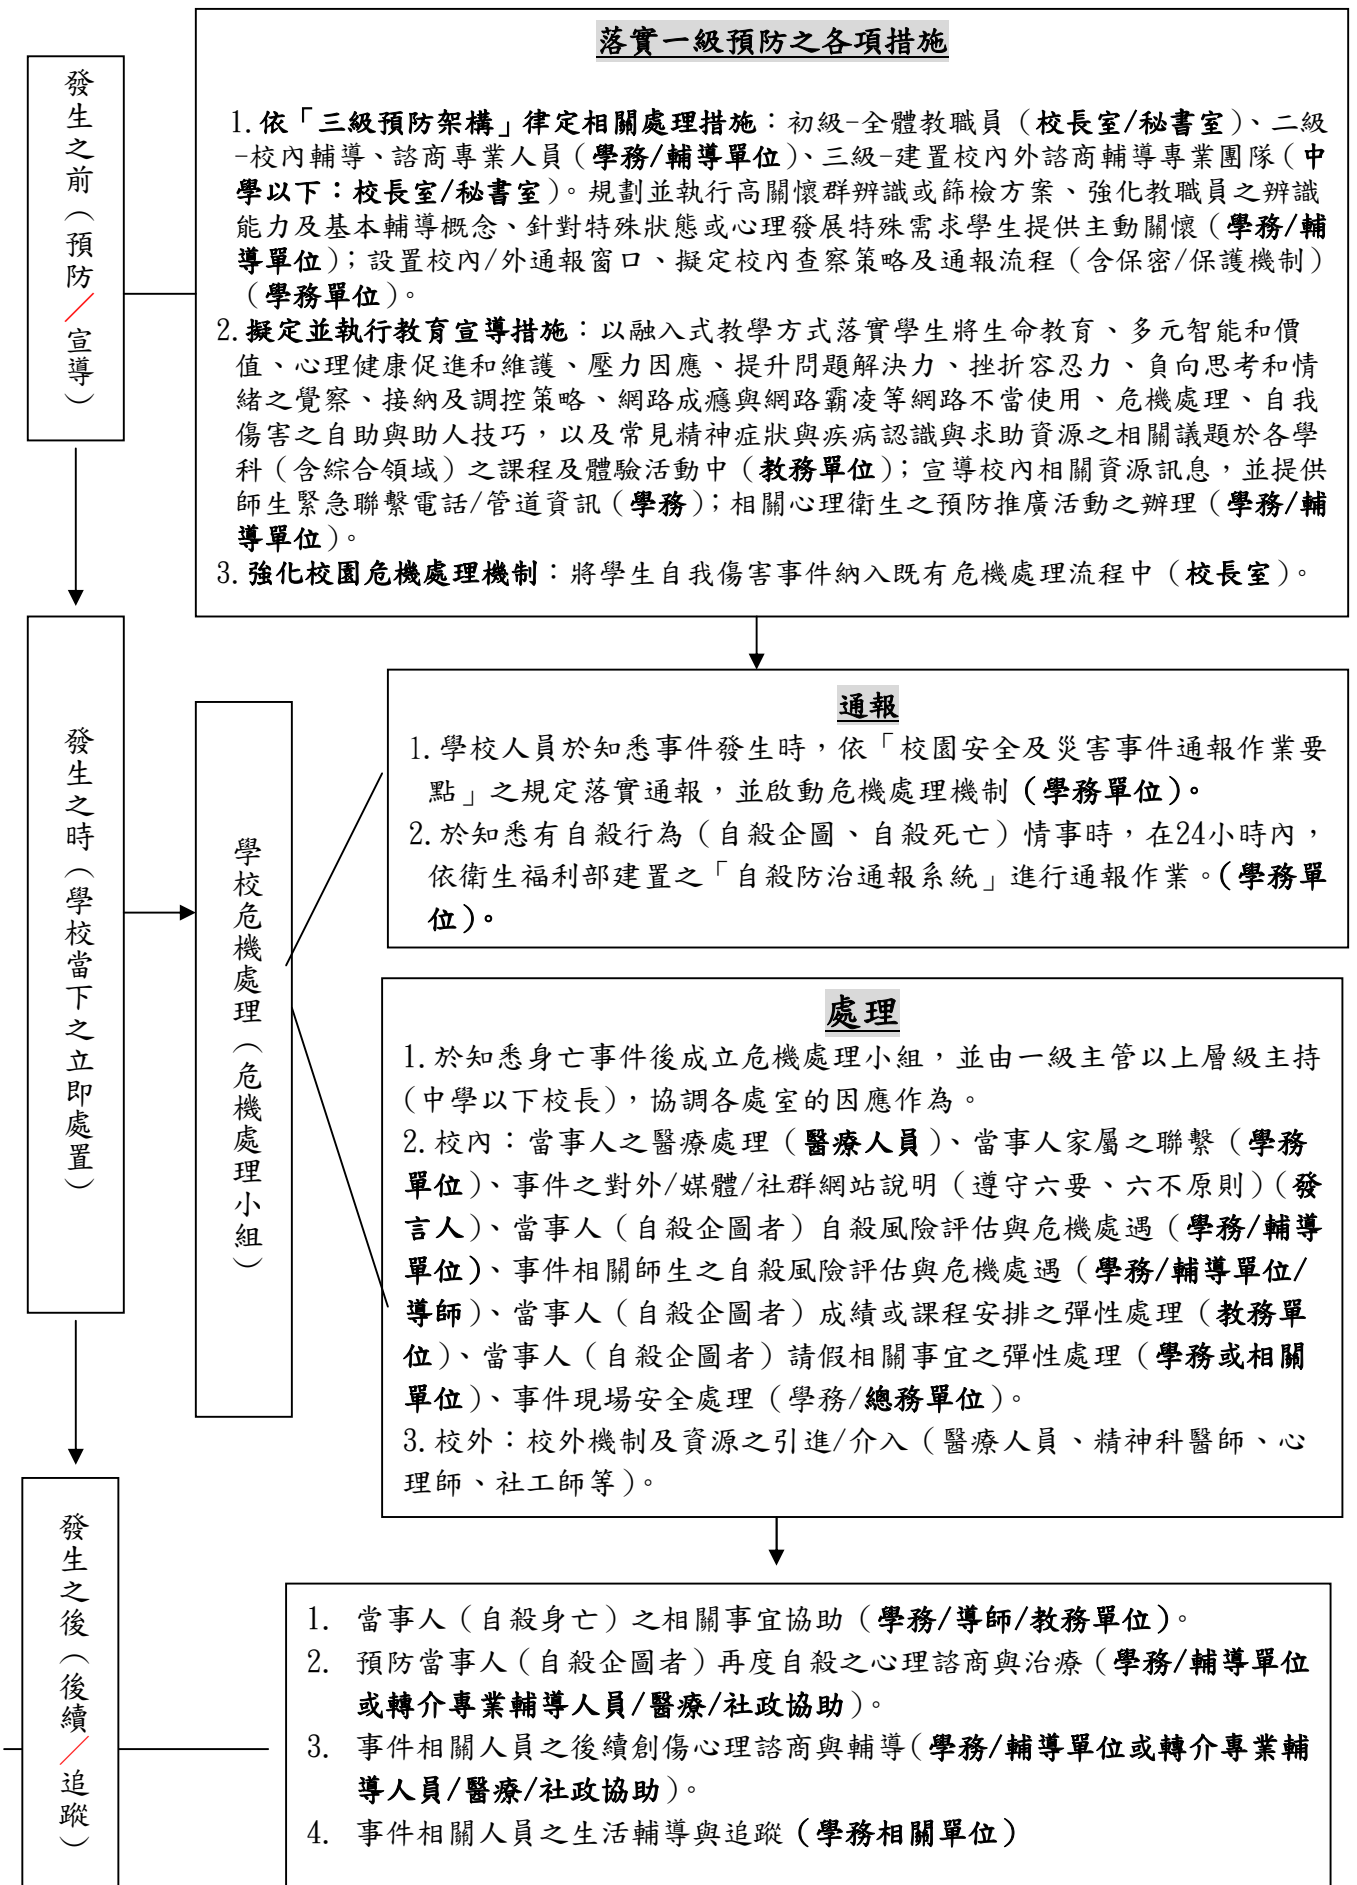 發生之前（預防／宣導）
落實一級預防之各項措施
1.依「三級預防架構」律定相關處理措施：初級-全體教職員（校長室/秘書室）、二級
-校內輔導、諮商專業人員（學務/輔導單位）、三級-建置校內外諮商輔導專業團隊（中
學以下：校長室/秘書室）。規劃並執行高關懷群辨識或篩檢方案、強化教職員之辨識
能力及基本輔導概念、針對特殊狀態或心理發展特殊需求學生提供主動關懷（學務/輔
導單位）；設置校內/外通報窗口、擬定校內查察策略及通報流程（含保密/保護機制）
（學務單位）。
2.擬定並執行教育宣導措施：以融入式教學方式落實學生將生命教育、多元智能和價
值、心理健康促進和維護、壓力因應、提升問題解決力、挫折容忍力、負向思考和情
緒之覺察、接納及調控策略、網路成癮與網路霸凌等網路不當使用、危機處理、自我
傷害之自助與助人技巧，以及常見精神症狀與疾病認識與求助資源之相關議題於各學
科（含綜合領域）之課程及體驗活動中（教務單位）；宣導校內相關資源訊息，並提供
師生緊急聯繫電話/管道資訊（學務）；相關心理衛生之預防推廣活動之辦理（學務/輔
導單位）。
3.強化校園危機處理機制：將學生自我傷害事件納入既有危機處理流程中（校長室）。
發生之時（學校當下之立即處置）
學校危機處理（危機處理小組）
通報
1.學校人員於知悉事件發生時，依「校園安全及災害事件通報作業要
點」之規定落實通報，並啟動危機處理機制（學務單位）。
2.於知悉有自殺行為（自殺企圖、自殺死亡）情事時，在24小時內，
依衛生福利部建置之「自殺防治通報系統」進行通報作業。（學務單
位）。
處理
1.於知悉身亡事件後成立危機處理小組，並由一級主管以上層級主持
(中學以下校長)，協調各處室的因應作為。
2.校內：當事人之醫療處理（醫療人員）、當事人家屬之聯繫（學務
單位）、事件之對外/媒體/社群網站說明（遵守六要、六不原則）（發
言人）、當事人（自殺企圖者）自殺風險評估與危機處遇（學務/輔導
單位）、事件相關師生之自殺風險評估與危機處遇（學務/輔導單位/
導師）、當事人（自殺企圖者）成績或課程安排之彈性處理（教務單
位）、當事人（自殺企圖者）請假相關事宜之彈性處理（學務或相關
單位）、事件現場安全處理（學務/總務單位）。
3.校外：校外機制及資源之引進/介入（醫療人員、精神科醫師、心
理師、社工師等）。
發生之後（後續／追蹤）
1. 當事人（自殺身亡）之相關事宜協助（學務/導師/教務單位）。
2. 預防當事人（自殺企圖者）再度自殺之心理諮商與治療（學務/輔導單位
或轉介專業輔導人員/醫療/社政協助）。
3. 事件相關人員之後續創傷心理諮商與輔導（學務/輔導單位或轉介專業輔
導人員/醫療/社政協助）。
4. 事件相關人員之生活輔導與追蹤（學務相關單位）